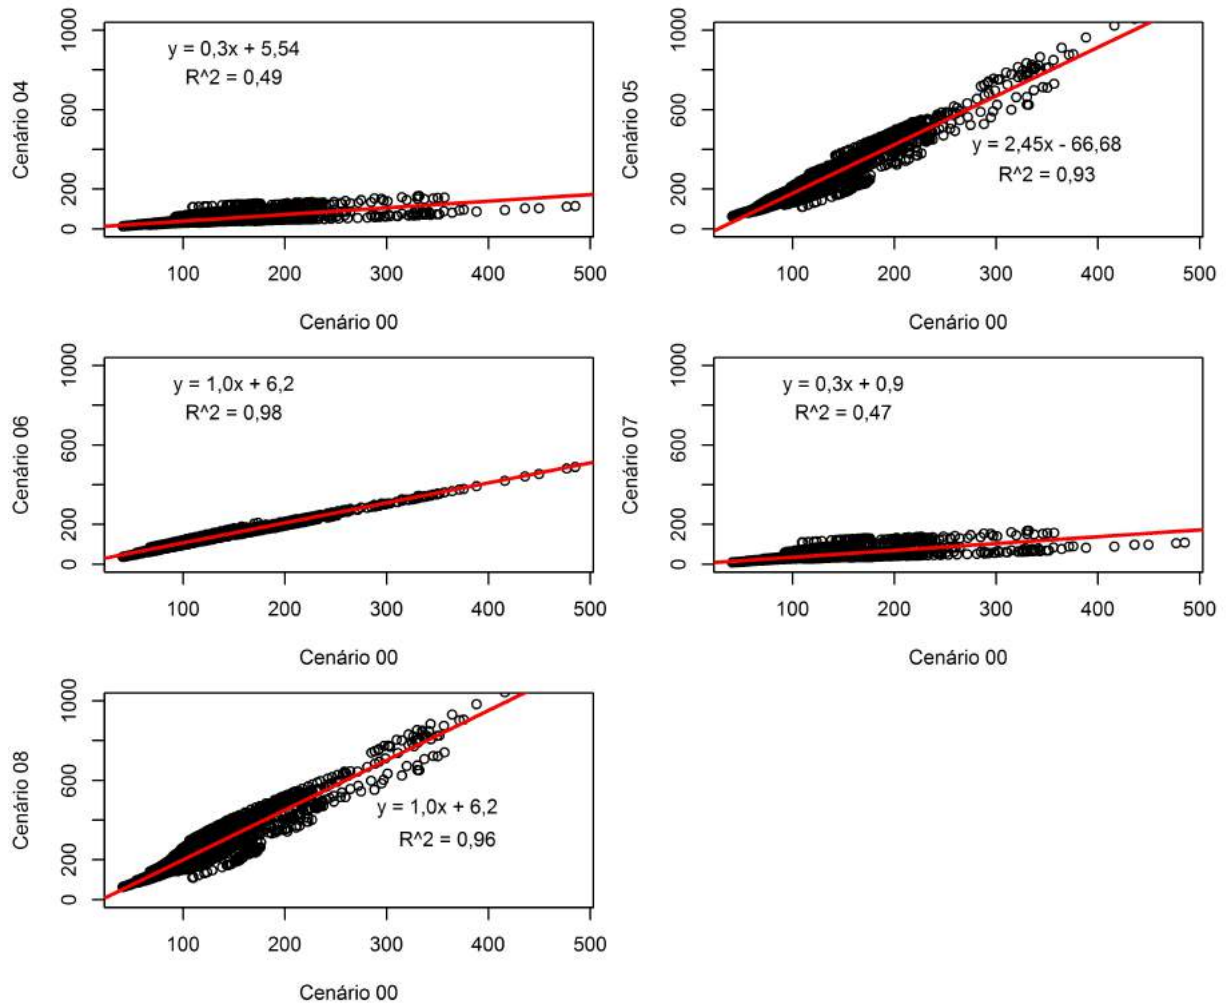 1000
600
200
0
Cenário 04
y = 0,3x + 5,54
R^2 = 0,49
100 200 300 400 500
Cenário 00
1000
600
200
0
Cenário 05
y = 2,45x - 66,68
R^2 = 0,93
100 200 300 400 500
Cenário 00
1000
600
200
0
Cenário 06
y = 1,0x + 6,2
R^2 = 0,98
100 200 300 400 500
Cenário 00
1000
600
200
0
Cenário 07
y = 0,3x + 0,9
R^2 = 0,47
100 200 300 400 500
Cenário 00
1000
600
200
0
Cenário 08
y = 1,0x + 6,2
R^2 = 0,96
100 200 300 400 500
Cenário 00